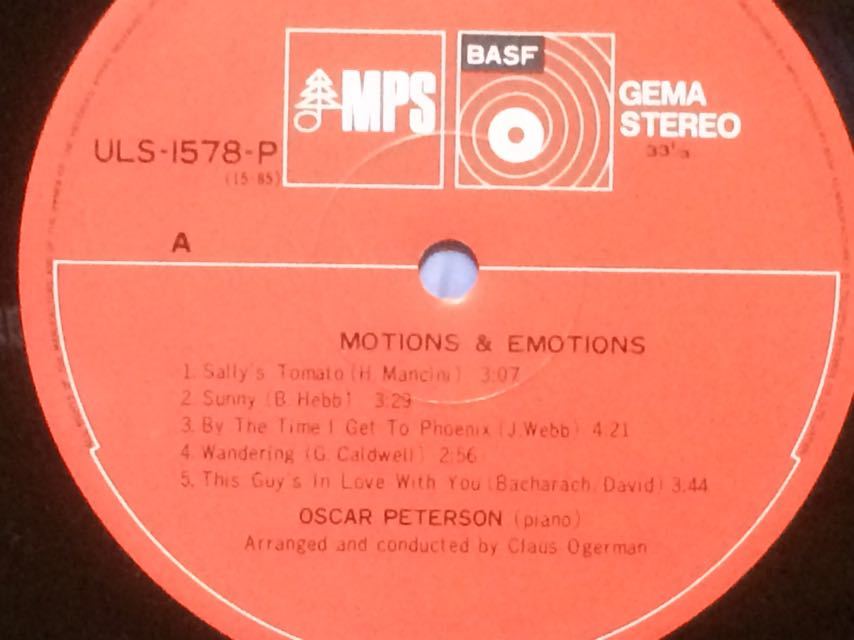 MPS
BASF
GEMA
STEREO
33⅓
ULS-1578-P
(15·85)
A
MOTIONS & EMOTIONS
1. Sally's Tomato (H. Mancini) 3:07
2. Sunny (B. Hebb) 3:29
3. By The Time I Get To Phoenix (J. Webb) 4:21
4. Wandering (G. Caldwell) 2:56
5. This Guy's In Love With You (Bacharach, David) 3:44
OSCAR PETERSON (piano)
Arranged and conducted by Claus Ogerman